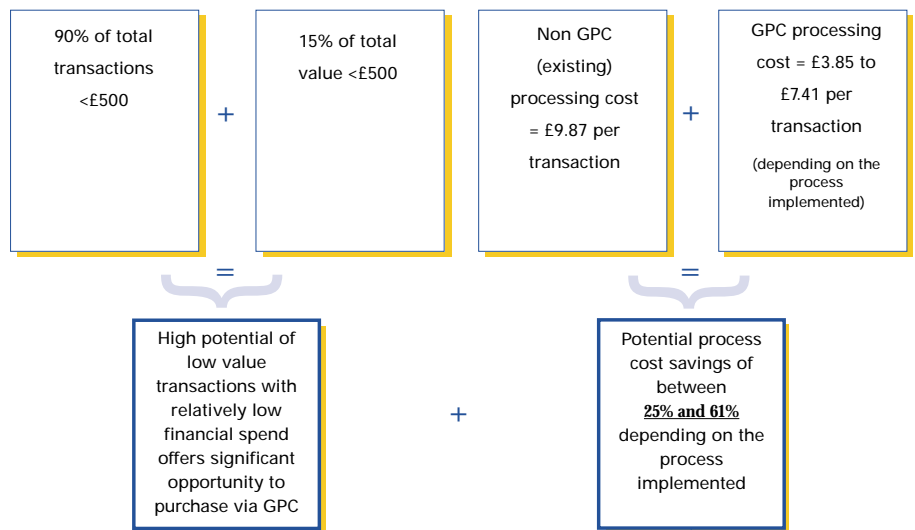 90% of total
transactions
<£500
+
15% of total
value <£500
Non GPC
(existing)
processing cost
= £9.87 per
transaction
+
GPC processing
cost = £3.85 to
£7.41 per
transaction
(depending on the
process
implemented)
=
=
High potential of
low value
transactions with
relatively low
financial spend
offers significant
opportunity to
purchase via GPC
+
Potential process
cost savings of
between
25% and 61%
depending on the
process
implemented